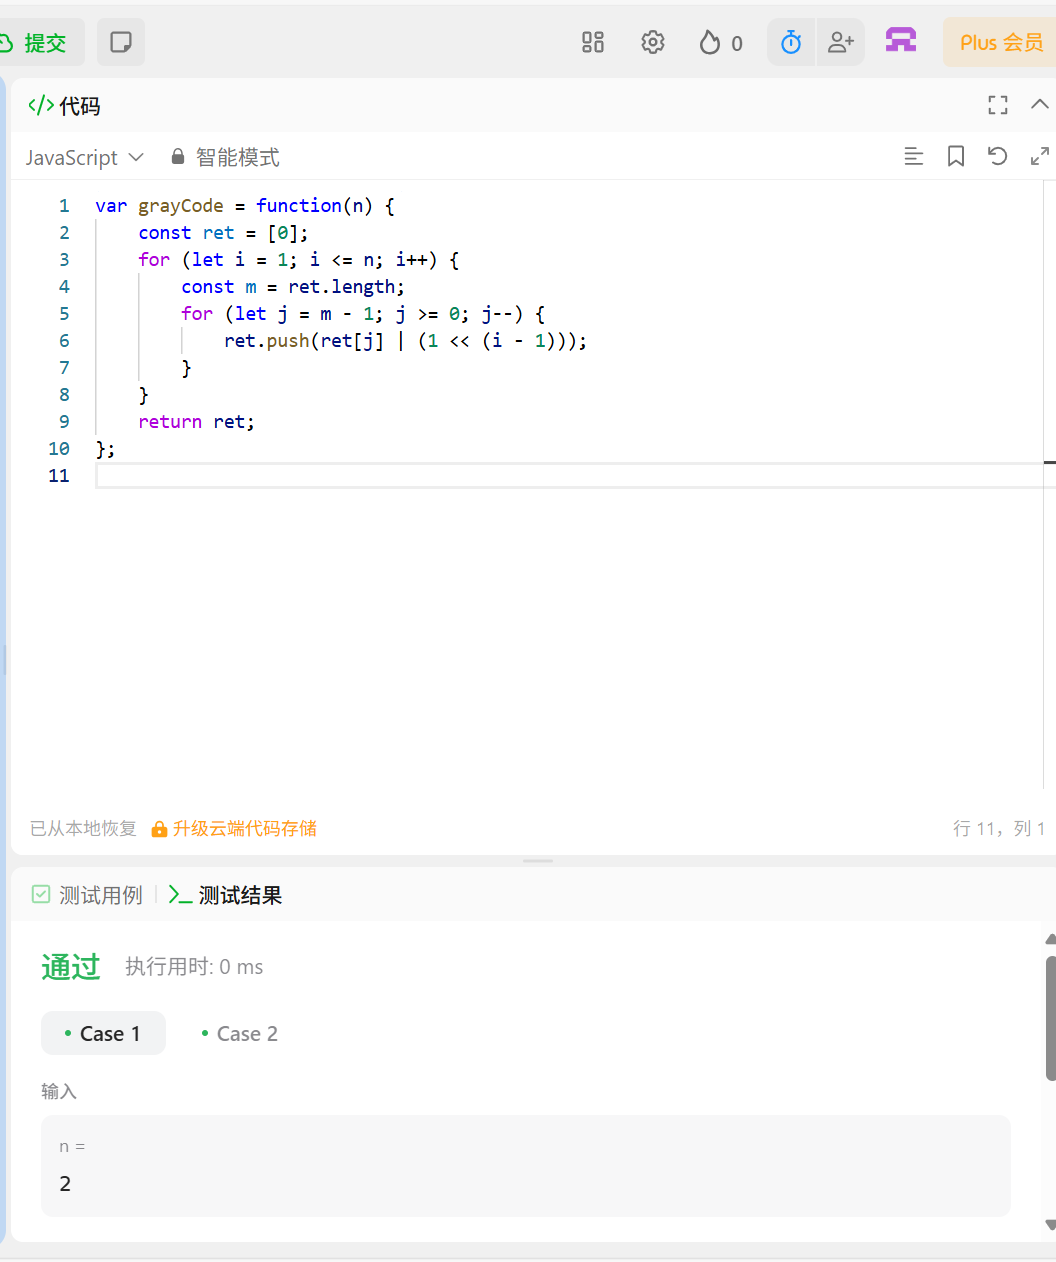 提交
0
Plus 会员
</> 代码
JavaScript 智能模式
1 var grayCode = function(n) {
2 const ret = [0];
3 for (let i = 1; i <= n; i++) {
4 const m = ret.length;
5 for (let j = m - 1; j >= 0; j--) {
6 ret.push(ret[j] | (1 << (i - 1)));
7 }
8 }
9 return ret;
10 };
11
已从本地恢复 升级云端代码存储 行 11，列 1
测试用例 >_ 测试结果
通过 执行用时: 0 ms
Case 1 Case 2
输入
n =
2